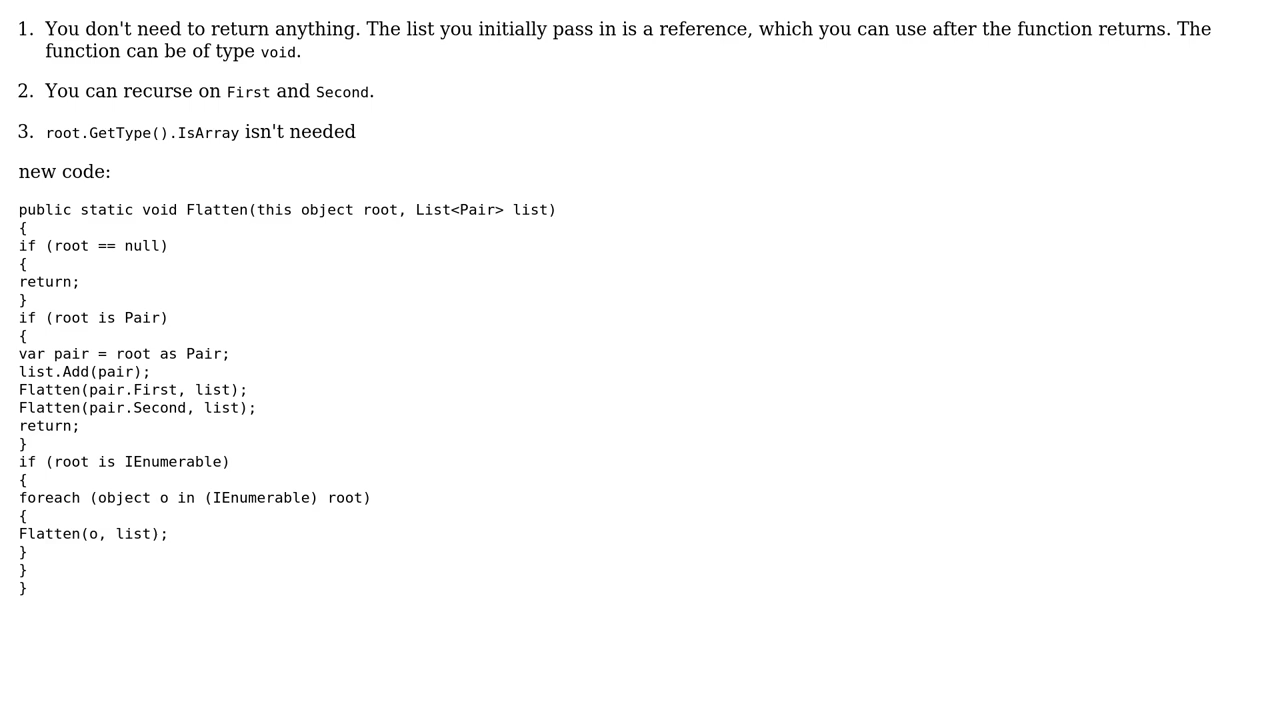 1. You don't need to return anything. The list you initially pass in is a reference, which you can use after the function returns. The
function can be of type void.
2. You can recurse on First and Second.
3. root.GetType().IsArray isn't needed
new code:
public static void Flatten(this object root, List<Pair> list)
{
if (root == null)
{
return;
}
if (root is Pair)
{
var pair = root as Pair;
list.Add(pair);
Flatten(pair.First, list);
Flatten(pair.Second, list);
return;
}
if (root is IEnumerable)
{
foreach (object o in (IEnumerable) root)
{
Flatten(o, list);
}
}
}